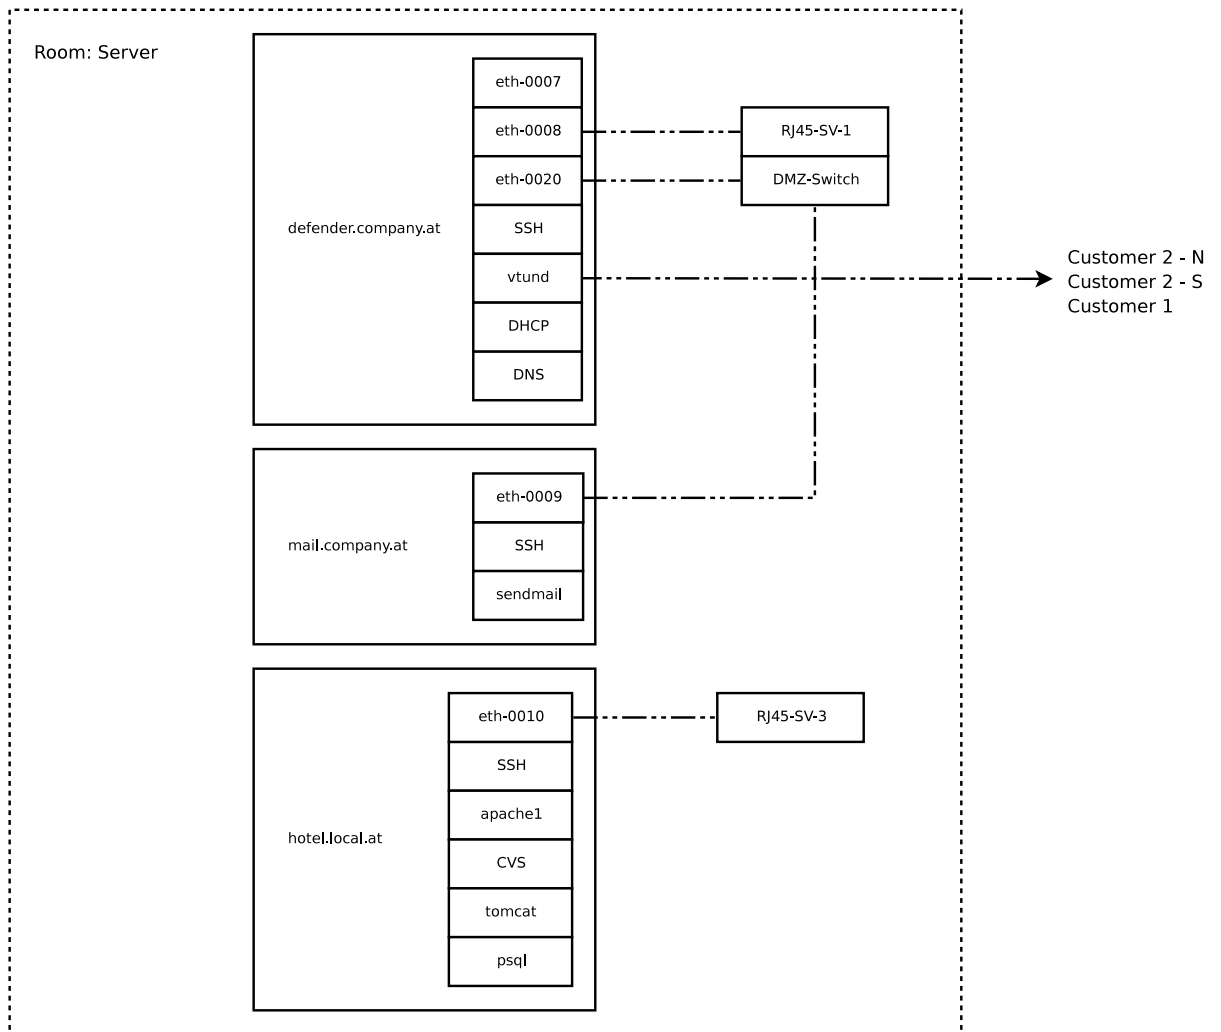 Room: Server
eth-0007
eth-0008
eth-0020
SSH
vtund
DHCP
DNS
defender.company.at
RJ45-SV-1
DMZ-Switch
Customer 2 - N
Customer 2 - S
Customer 1
eth-0009
SSH
sendmail
mail.company.at
eth-0010
SSH
apache1
CVS
tomcat
psql
hotel.local.at
RJ45-SV-3